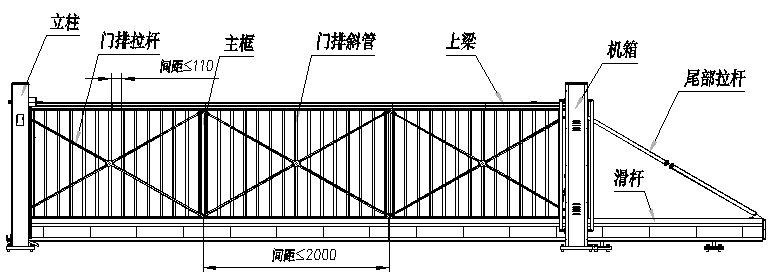 立柱
门排拉杆
主框
门排斜管
上梁
机箱
尾部拉杆
间距≤110
滑杆
间距≤2000